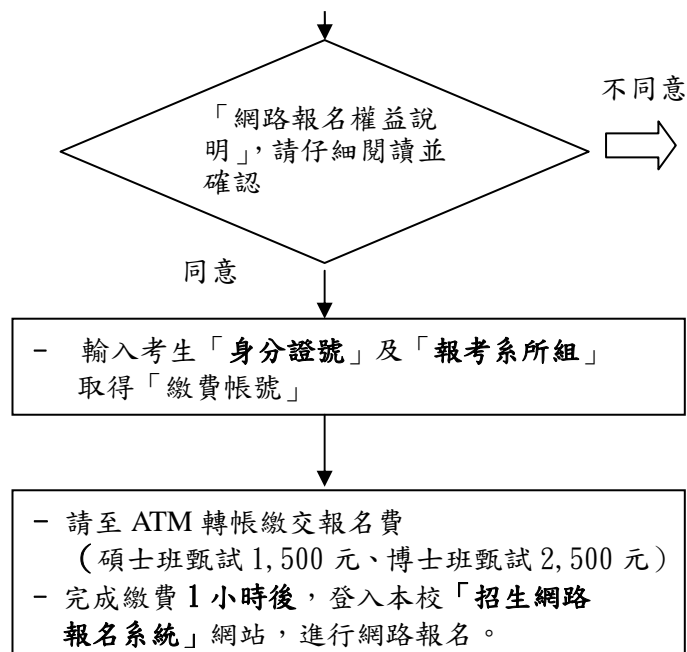 不同意
「網路報名權益說
明」,請仔細閱讀並
確認
同意
- 輸入考生「身分證號」及「報考系所組」
取得「繳費帳號」
- 請至 ATM 轉帳繳交報名費
（碩士班甄試 1,500 元、博士班甄試 2,500 元）
- 完成繳費 1 小時後，登入本校「招生網路
報名系統」網站，進行網路報名。